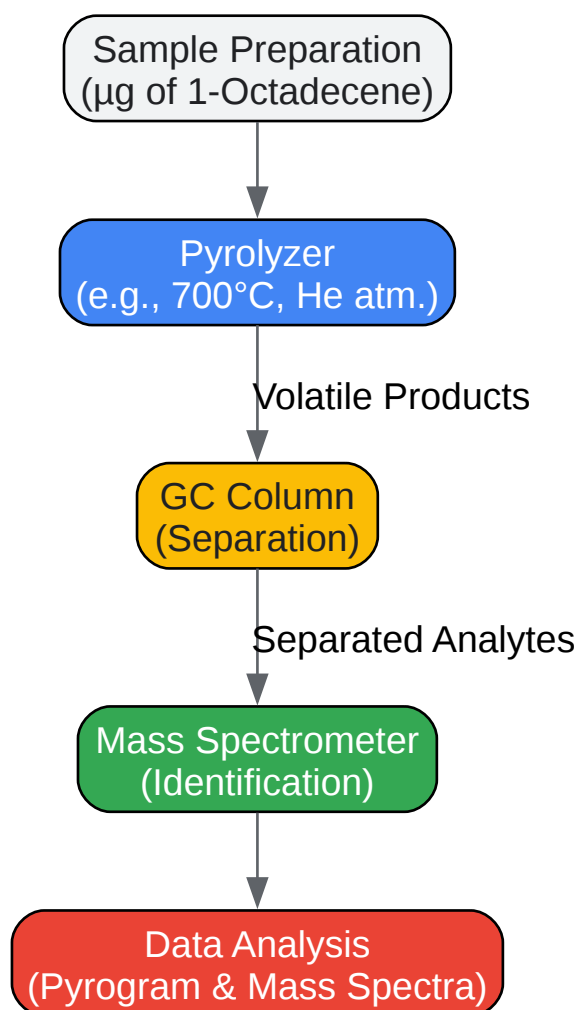 Sample Preparation
(µg of 1-Octadecene)
Pyrolyzer
(e.g., 700°C, He atm.)
Volatile Products
GC Column
(Separation)
Separated Analytes
Mass Spectrometer
(Identification)
Data Analysis
(Pyrogram & Mass Spectra)